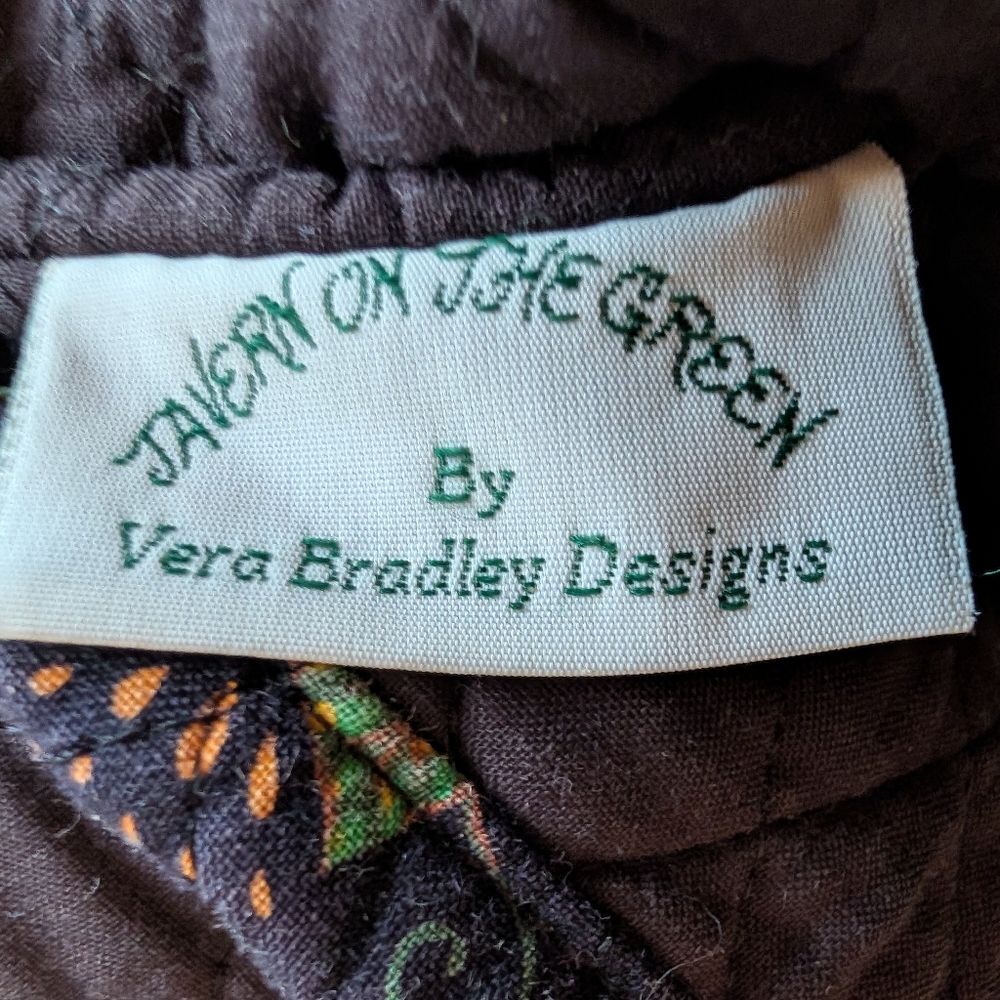 TAVERN ON THE GREEN
By
Vera Bradley Designs